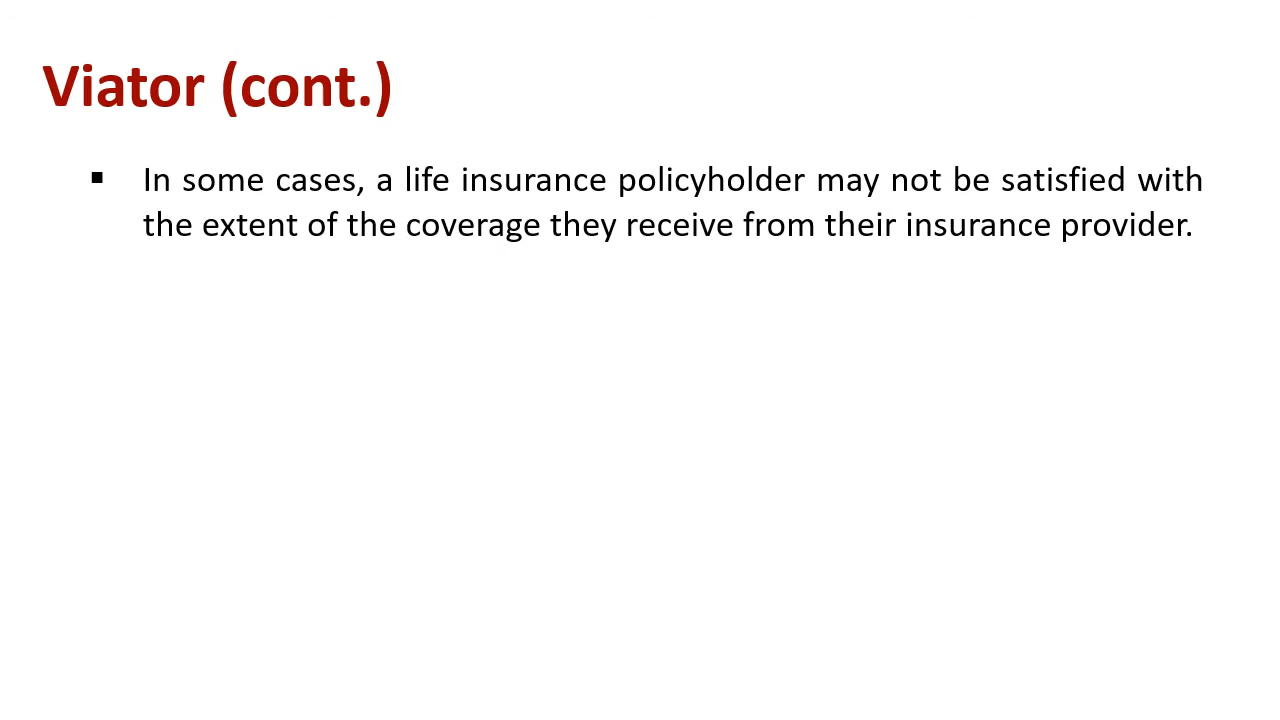 Viator (cont.)
▪ In some cases, a life insurance policyholder may not be satisfied with
the extent of the coverage they receive from their insurance provider.